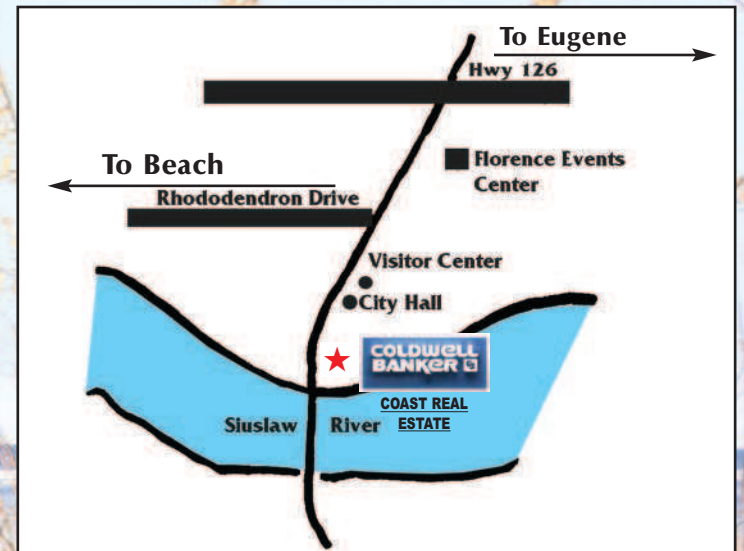 To Eugene
Hwy 126
Florence Events
Center
To Beach
Rhododendron Drive
Visitor Center
City Hall
COLDWELL
BANKER
COAST REAL
ESTATE
Siuslaw River